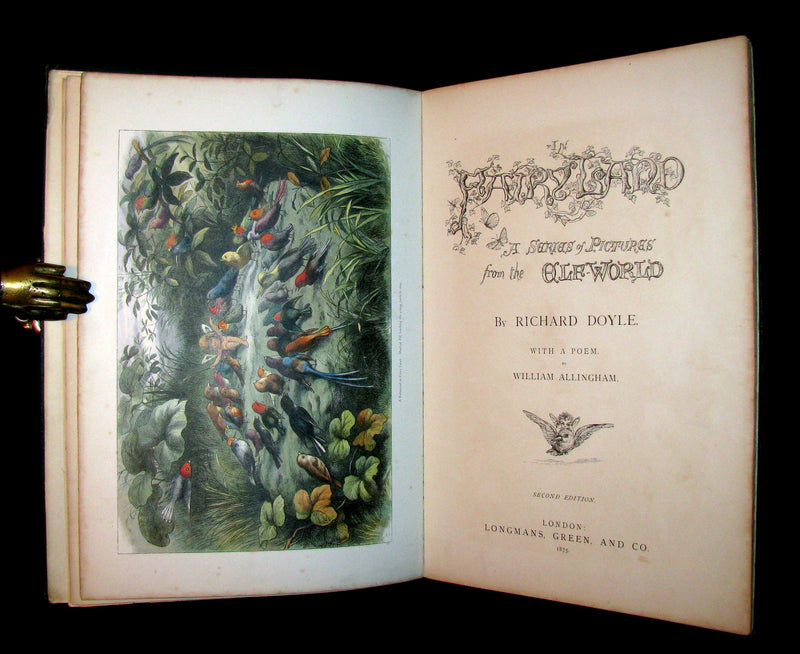 IN
FAIRY LAND
A SERIES of PICTURES
from the ELF-WORLD
BY RICHARD DOYLE.
WITH A POEM,
BY
WILLIAM ALLINGHAM.
SECOND EDITION.
LONDON:
LONGMANS, GREEN, AND CO.
1875.